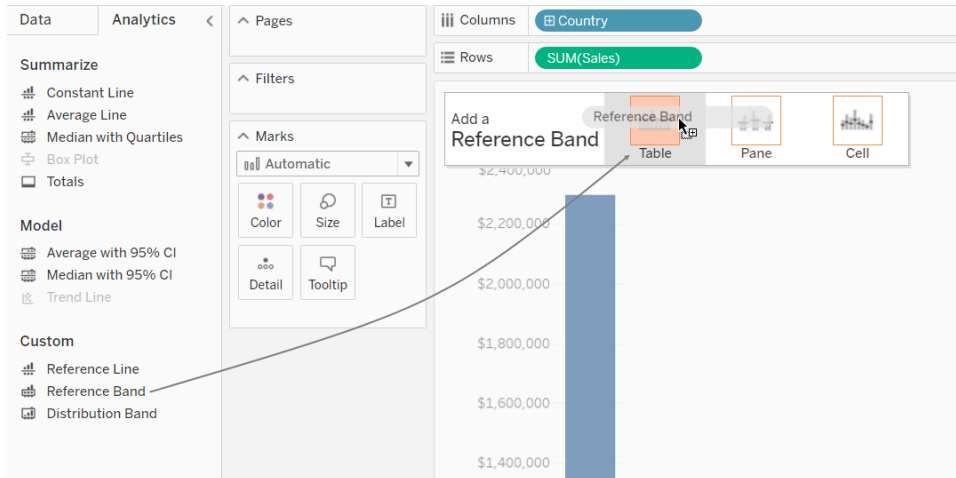 Data
Analytics
Summarize
Constant Line
Average Line
Median with Quartiles
Box Plot
Totals
Model
Average with 95% CI
Median with 95% CI
Trend Line
Custom
Reference Line
Reference Band
Distribution Band
Pages
Filters
Marks
Automatic
Color
Size
Label
Detail
Tooltip
Columns
Country
Rows
SUM(Sales)
Add a
Reference Band
Reference Band
Table
Pane
Cell
$2,400,000
$2,200,000
$2,000,000
$1,800,000
$1,600,000
$1,400,000